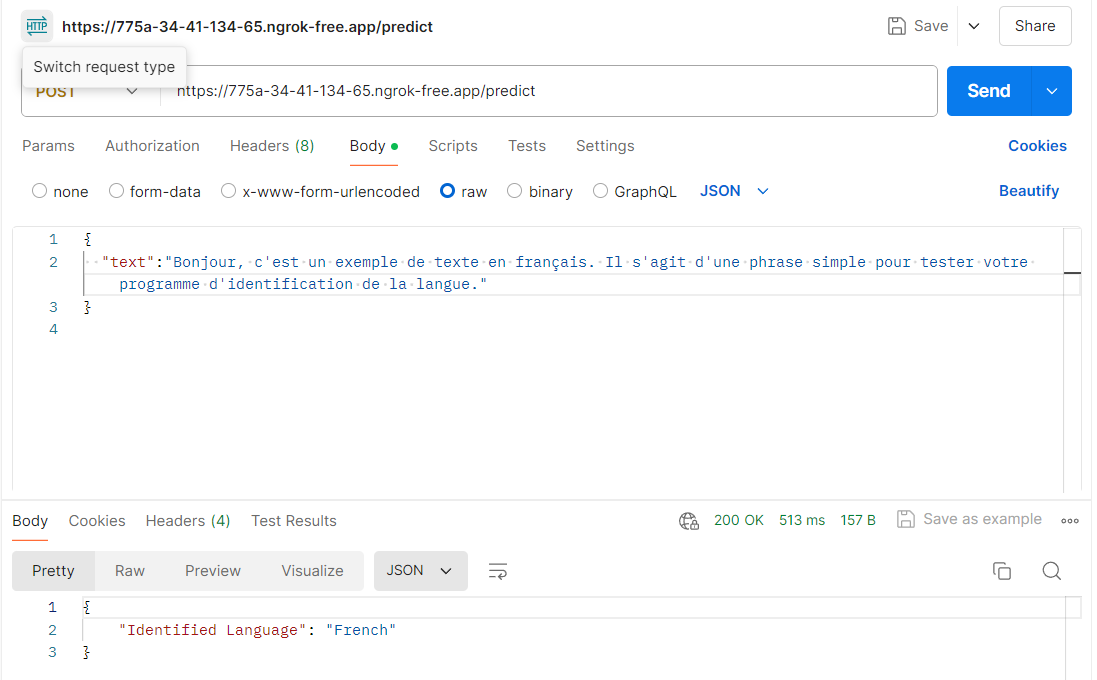 HTTP https://775a-34-41-134-65.ngrok-free.app/predict Save Share
Switch request type
POST https://775a-34-41-134-65.ngrok-free.app/predict Send
Params Authorization Headers (8) Body Scripts Tests Settings Cookies
none form-data x-www-form-urlencoded raw binary GraphQL JSON Beautify
1 {
2 "text":"Bonjour, c'est un exemple de texte en français. Il s'agit d'une phrase simple pour tester votre
programme d'identification de la langue."
3 }
4
Body Cookies Headers (4) Test Results 200 OK 513 ms 157 B Save as example
Pretty Raw Preview Visualize JSON
1 {
2 "Identified Language": "French"
3 }